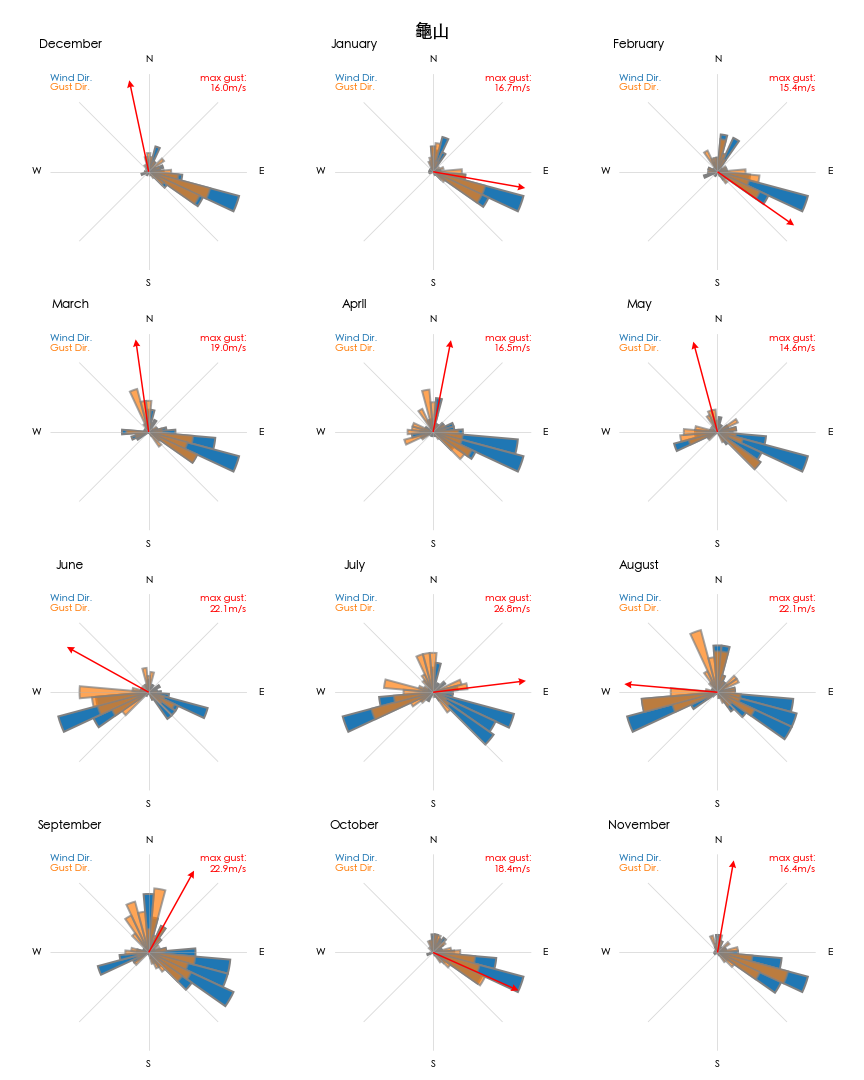 龜山
December
N
Wind Dir.
Gust Dir.
max gust:
16.0m/s
W
E
S
January
N
Wind Dir.
Gust Dir.
max gust:
16.7m/s
W
E
S
February
N
Wind Dir.
Gust Dir.
max gust:
15.4m/s
W
E
S
March
N
Wind Dir.
Gust Dir.
max gust:
19.0m/s
W
E
S
April
N
Wind Dir.
Gust Dir.
max gust:
16.5m/s
W
E
S
May
N
Wind Dir.
Gust Dir.
max gust:
14.6m/s
W
E
S
June
N
Wind Dir.
Gust Dir.
max gust:
22.1m/s
W
E
S
July
N
Wind Dir.
Gust Dir.
max gust:
26.8m/s
W
E
S
August
N
Wind Dir.
Gust Dir.
max gust:
22.1m/s
W
E
S
September
N
Wind Dir.
Gust Dir.
max gust:
22.9m/s
W
E
S
October
N
Wind Dir.
Gust Dir.
max gust:
18.4m/s
W
E
S
November
N
Wind Dir.
Gust Dir.
max gust:
16.4m/s
W
E
S